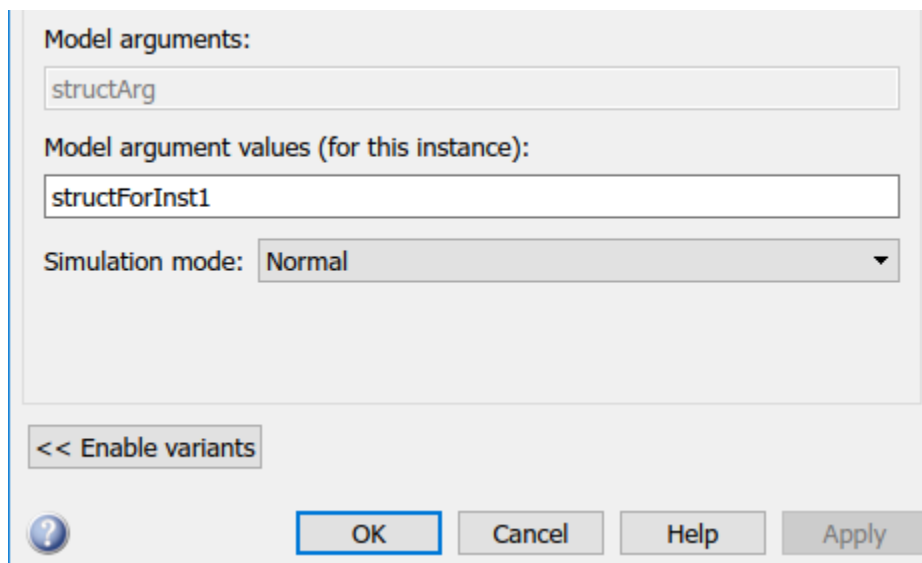 Model arguments:
structArg
Model argument values (for this instance):
structForInst1
Simulation mode: Normal
<< Enable variants
? OK Cancel Help Apply